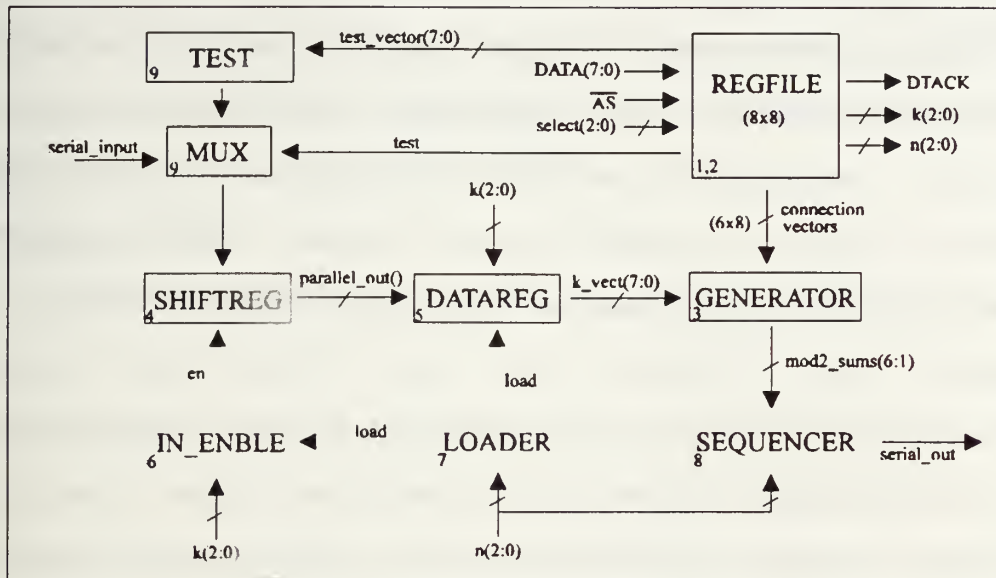 test_vector(7:0)
TEST
9
DATA(7:0)
AS
select(2:0)
REGFILE
(8x8)
1,2
DTACK
k(2:0)
n(2:0)
serial_input
MUX
9
test
k(2:0)
(6x8)
connection
vectors
SHIFTREG
4
parallel_out()
DATAREG
5
k_vect(7:0)
GENERATOR
3
en
load
mod2_sums(6:1)
IN_ENBLE
6
load
LOADER
7
SEQUENCER
8
serial_out
k(2:0)
n(2:0)